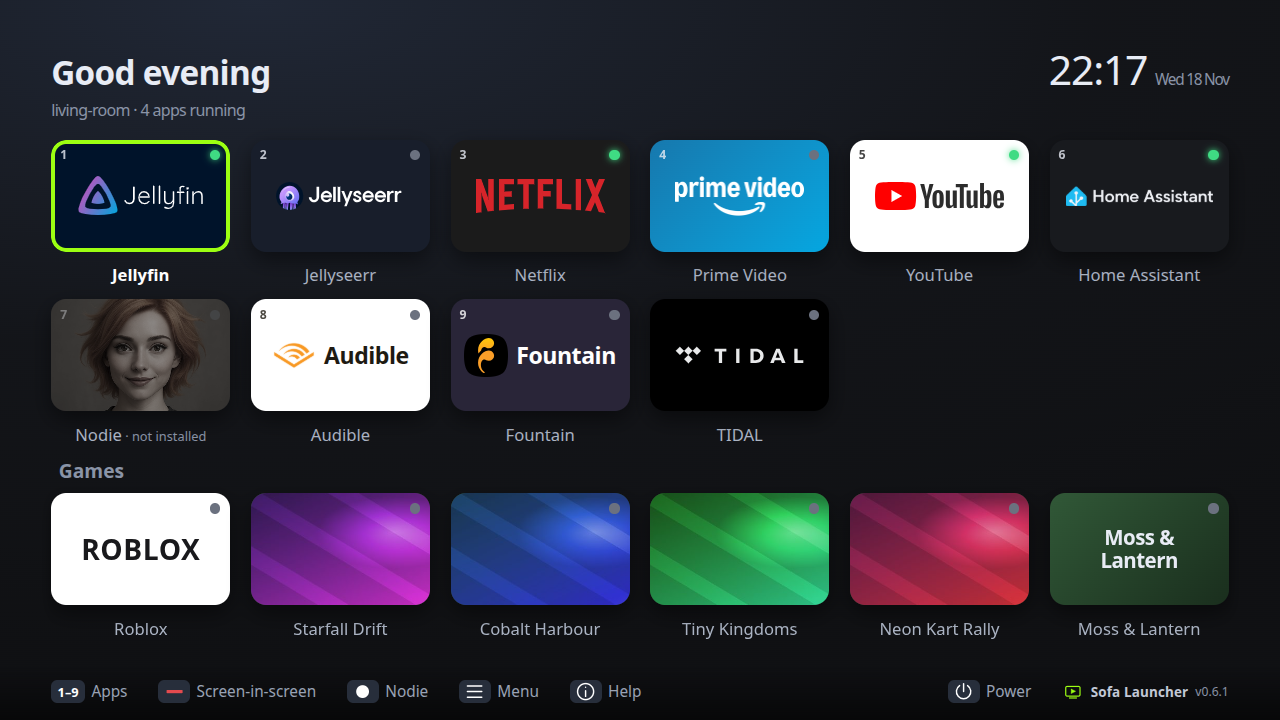 Good evening
22:17 Wed 18 Nov
living-room · 4 apps running
1
Jellyfin
2
Jellyseerr
3
NETFLIX
4
prime video
5
YouTube
6
Home Assistant
Jellyfin
Jellyseerr
Netflix
Prime Video
YouTube
Home Assistant
7
8
Audible
9
Fountain
TIDAL
Nodie · not installed
Audible
Fountain
TIDAL
Games
ROBLOX
Moss &
Lantern
Roblox
Starfall Drift
Cobalt Harbour
Tiny Kingdoms
Neon Kart Rally
Moss & Lantern
1–9 Apps
Screen-in-screen
Nodie
Menu
Help
Power
Sofa Launcher v0.6.1